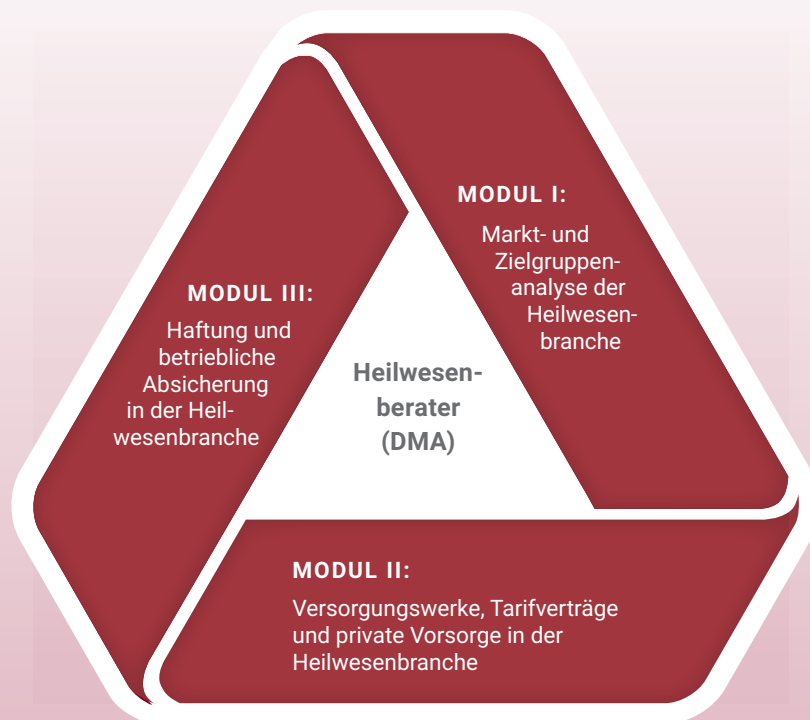 MODUL I:
Markt- und
Zielgruppen-
analyse der
Heilwesen-
branche
MODUL III:
Haftung und
betriebliche
Absicherung
in der Heil-
wesenbranche
Heilwesen-
berater
(DMA)
MODUL II:
Versorgungswerke, Tarifverträge
und private Vorsorge in der
Heilwesenbranche